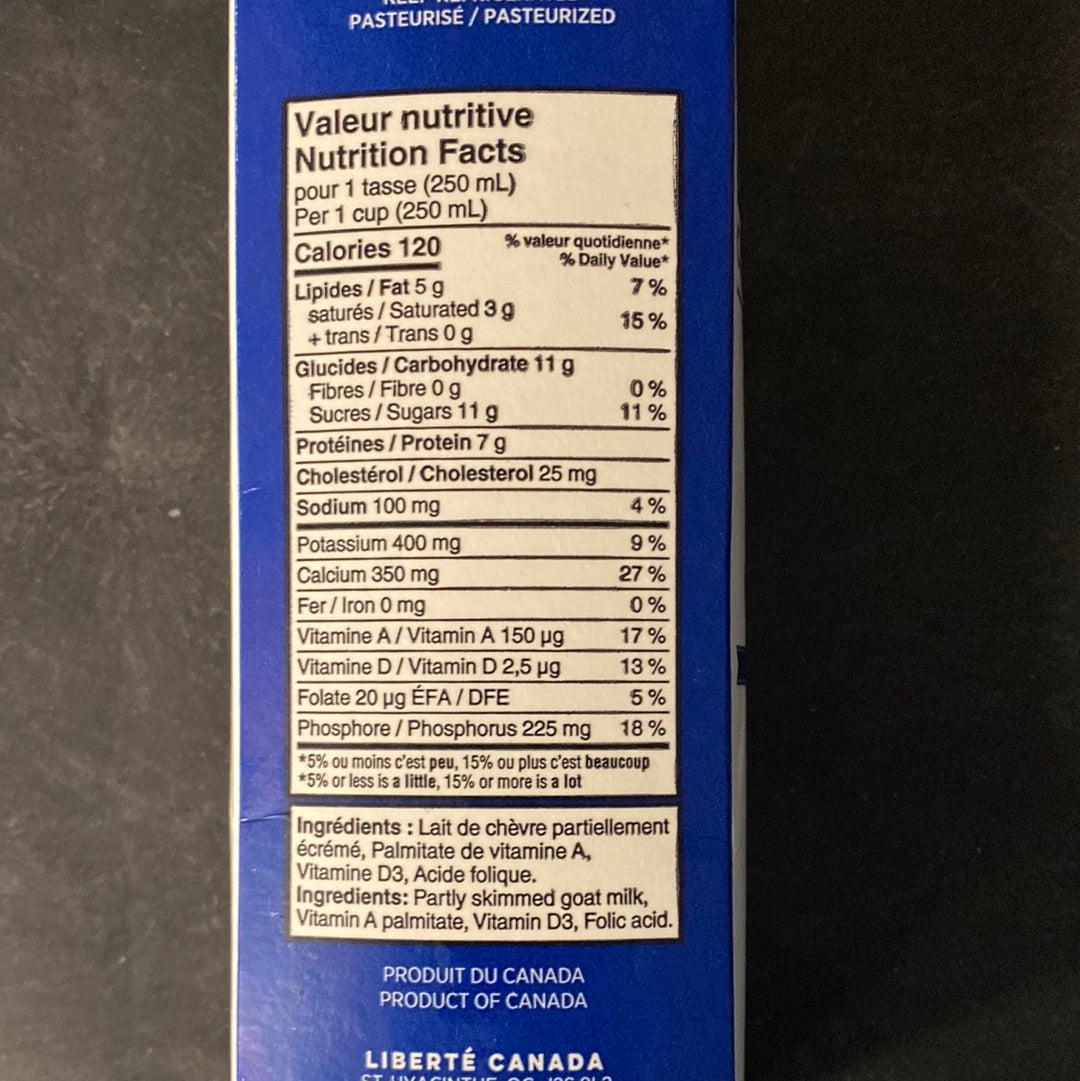 PASTEURISÉ / PASTEURIZED
Valeur nutritive
Nutrition Facts
pour 1 tasse (250 mL)
Per 1 cup (250 mL)
Calories 120 % valeur quotidienne*
% Daily Value*
Lipides / Fat 5 g 7 %
saturés / Saturated 3 g
+ trans / Trans 0 g 15 %
Glucides / Carbohydrate 11 g
Fibres / Fibre 0 g 0 %
Sucres / Sugars 11 g 11 %
Protéines / Protein 7 g
Cholestérol / Cholesterol 25 mg
Sodium 100 mg 4 %
Potassium 400 mg 9 %
Calcium 350 mg 27 %
Fer / Iron 0 mg 0 %
Vitamine A / Vitamin A 150 µg 17 %
Vitamine D / Vitamin D 2,5 µg 13 %
Folate 20 µg ÉFA / DFE 5 %
Phosphore / Phosphorus 225 mg 18 %
*5% ou moins c'est peu, 15% ou plus c'est beaucoup
*5% or less is a little, 15% or more is a lot
Ingrédients : Lait de chèvre partiellement
écrémé, Palmitate de vitamine A,
Vitamine D3, Acide folique.
Ingredients: Partly skimmed goat milk,
Vitamin A palmitate, Vitamin D3, Folic acid.
PRODUIT DU CANADA
PRODUCT OF CANADA
LIBERTÉ CANADA